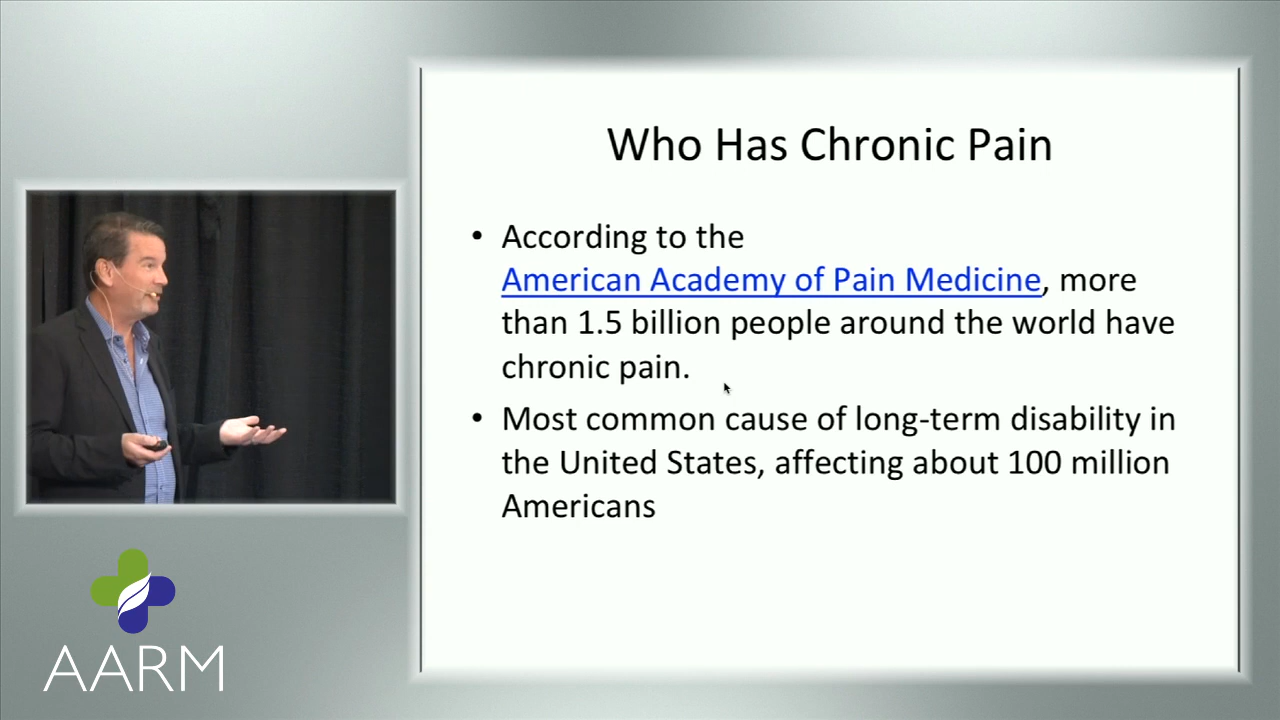 Who Has Chronic Pain
• According to the
American Academy of Pain Medicine, more
than 1.5 billion people around the world have
chronic pain.
• Most common cause of long-term disability in
the United States, affecting about 100 million
Americans
AARM